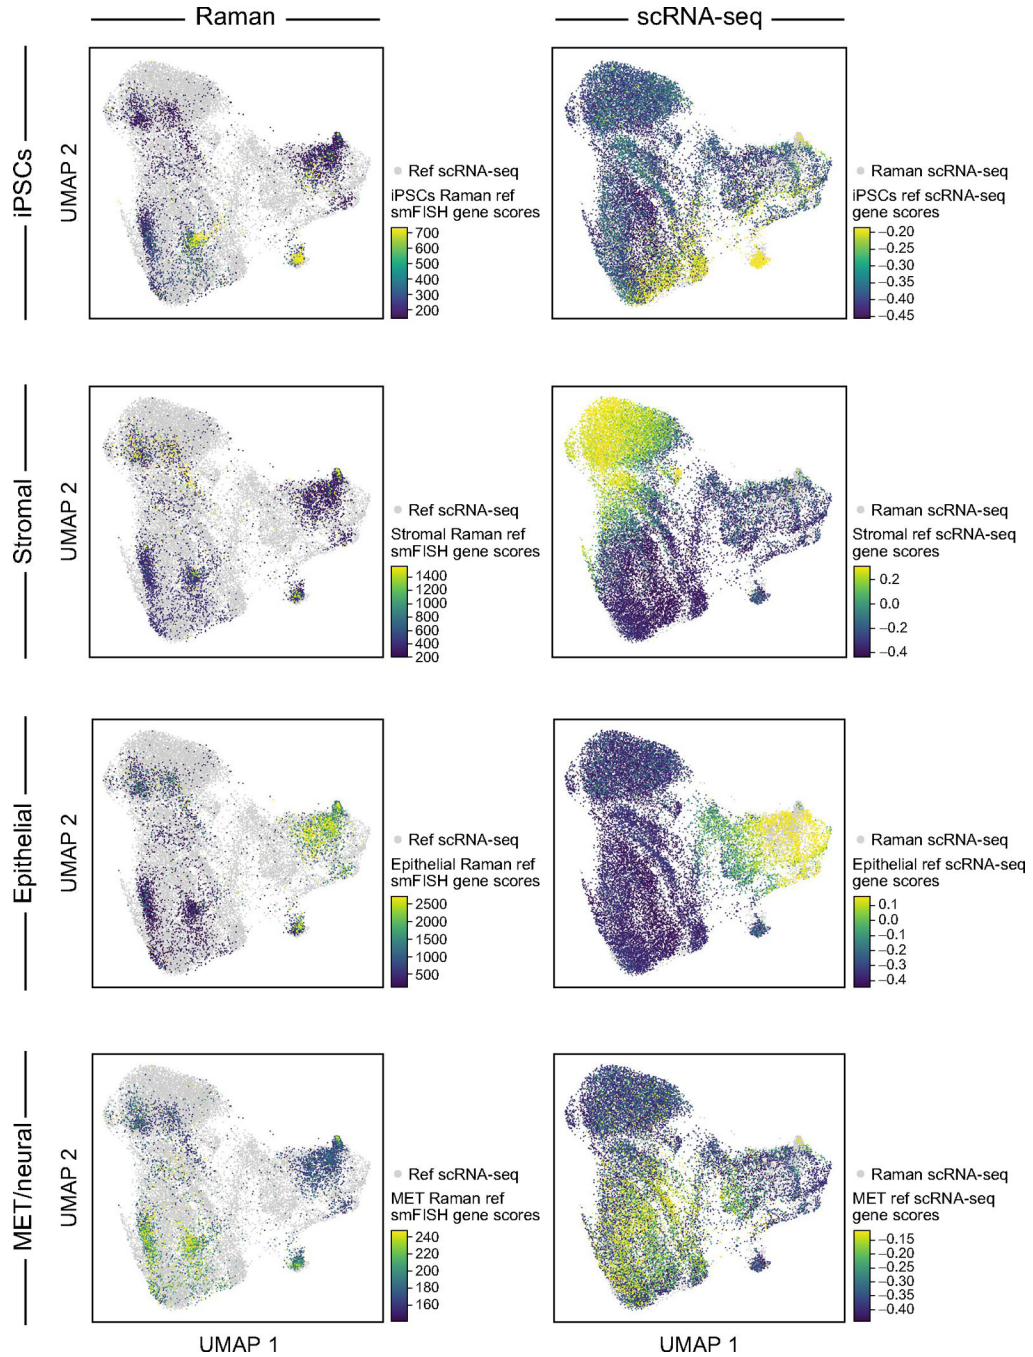 Raman
scRNA-seq
iPSCs
UMAP 2
Ref scRNA-seq
iPSCs Raman ref
smFISH gene scores
700
600
500
400
300
200
Raman scRNA-seq
iPSCs ref scRNA-seq
gene scores
−0.20
−0.25
−0.30
−0.35
−0.40
−0.45
Stromal
UMAP 2
Ref scRNA-seq
Stromal Raman ref
smFISH gene scores
1400
1200
1000
800
600
400
200
Raman scRNA-seq
Stromal ref scRNA-seq
gene scores
0.2
0.0
−0.2
−0.4
Epithelial
UMAP 2
Ref scRNA-seq
Epithelial Raman ref
smFISH gene scores
2500
2000
1500
1000
500
Raman scRNA-seq
Epithelial ref scRNA-seq
gene scores
0.1
0.0
−0.1
−0.2
−0.3
−0.4
MET/neural
UMAP 2
Ref scRNA-seq
MET Raman ref
smFISH gene scores
240
220
200
180
160
Raman scRNA-seq
MET ref scRNA-seq
gene scores
−0.15
−0.20
−0.25
−0.30
−0.35
−0.40
UMAP 1
UMAP 1